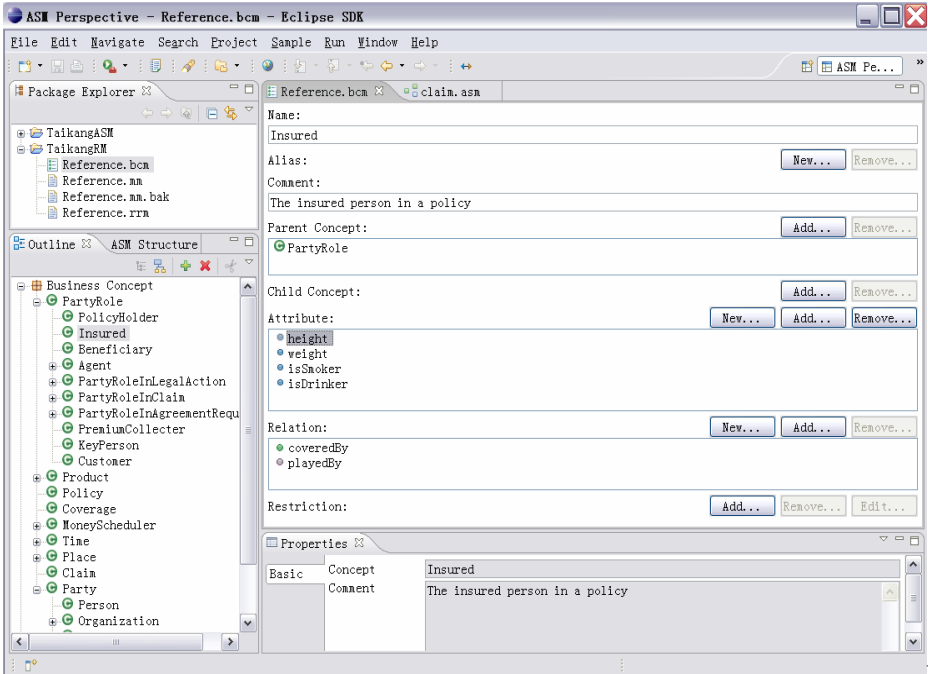 ASM Perspective - Reference.bcm - Eclipse SDK
File Edit Navigate Search Project Sample Run Window Help
ASM Pe... »
Package Explorer
TaikangASM
TaikangRM
Reference.bcm
Reference.mm
Reference.mm.bak
Reference.rrm
Outline ASM Structure
Business Concept
PartyRole
PolicyHolder
Insured
Beneficiary
Agent
PartyRoleInLegalAction
PartyRoleInClaim
PartyRoleInAgreementRequ
PremiumCollecter
KeyPerson
Customer
Product
Policy
Coverage
MoneyScheduler
Time
Place
Claim
Party
Person
Organization
Reference.bcm claim.asm
Name:
Insured
Alias: New... Remove...
Comment:
The insured person in a policy
Parent Concept: Add... Remove...
PartyRole
Child Concept: Add... Remove...
Attribute: New... Add... Remove...
height
weight
isSmoker
isDrinker
Relation: New... Add... Remove...
coveredBy
playedBy
Restriction: Add... Remove... Edit...
Properties
Basic
Concept Insured
Comment The insured person in a policy